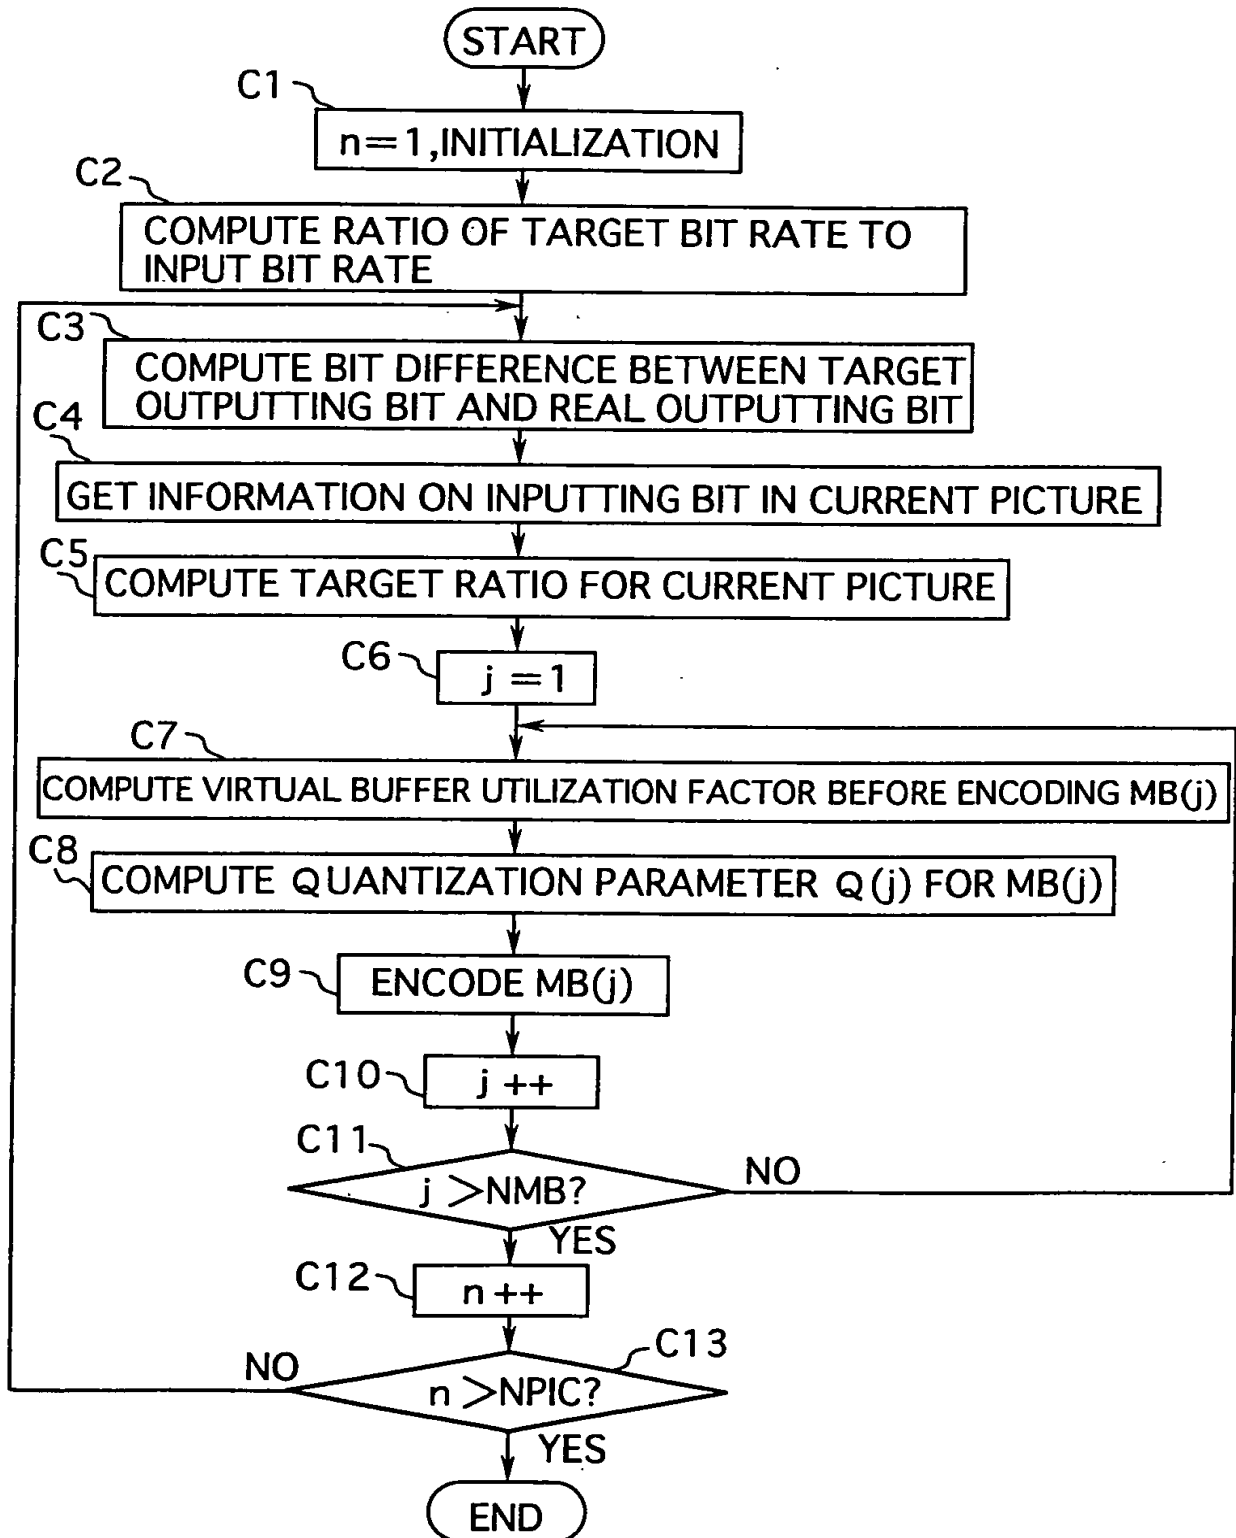 START
C1
n=1,INITIALIZATION
C2
COMPUTE RATIO OF TARGET BIT RATE TO
INPUT BIT RATE
C3
COMPUTE BIT DIFFERENCE BETWEEN TARGET
OUTPUTTING BIT AND REAL OUTPUTTING BIT
C4
GET INFORMATION ON INPUTTING BIT IN CURRENT PICTURE
C5
COMPUTE TARGET RATIO FOR CURRENT PICTURE
C6
j=1
C7
COMPUTE VIRTUAL BUFFER UTILIZATION FACTOR BEFORE ENCODING MB(j)
C8
COMPUTE QUANTIZATION PARAMETER Q(j) FOR MB(j)
C9
ENCODE MB(j)
C10
j++
C11
j>NMB?
NO
YES
C12
n++
C13
n>NPIC?
NO
YES
END